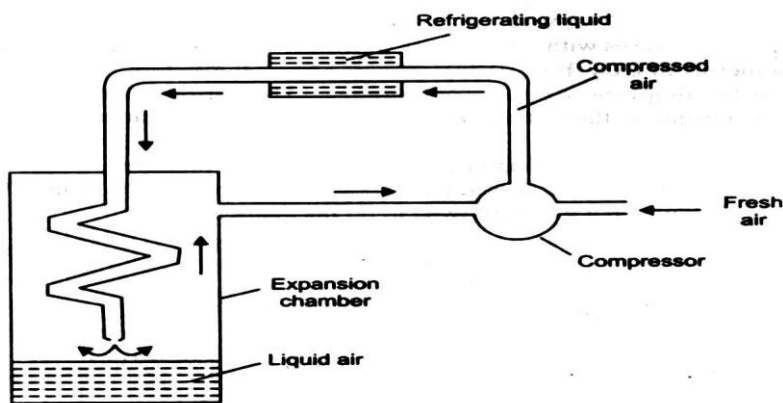 Refrigerating liquid
Compressed
air
Fresh
air
Compressor
Expansion
chamber
Liquid air